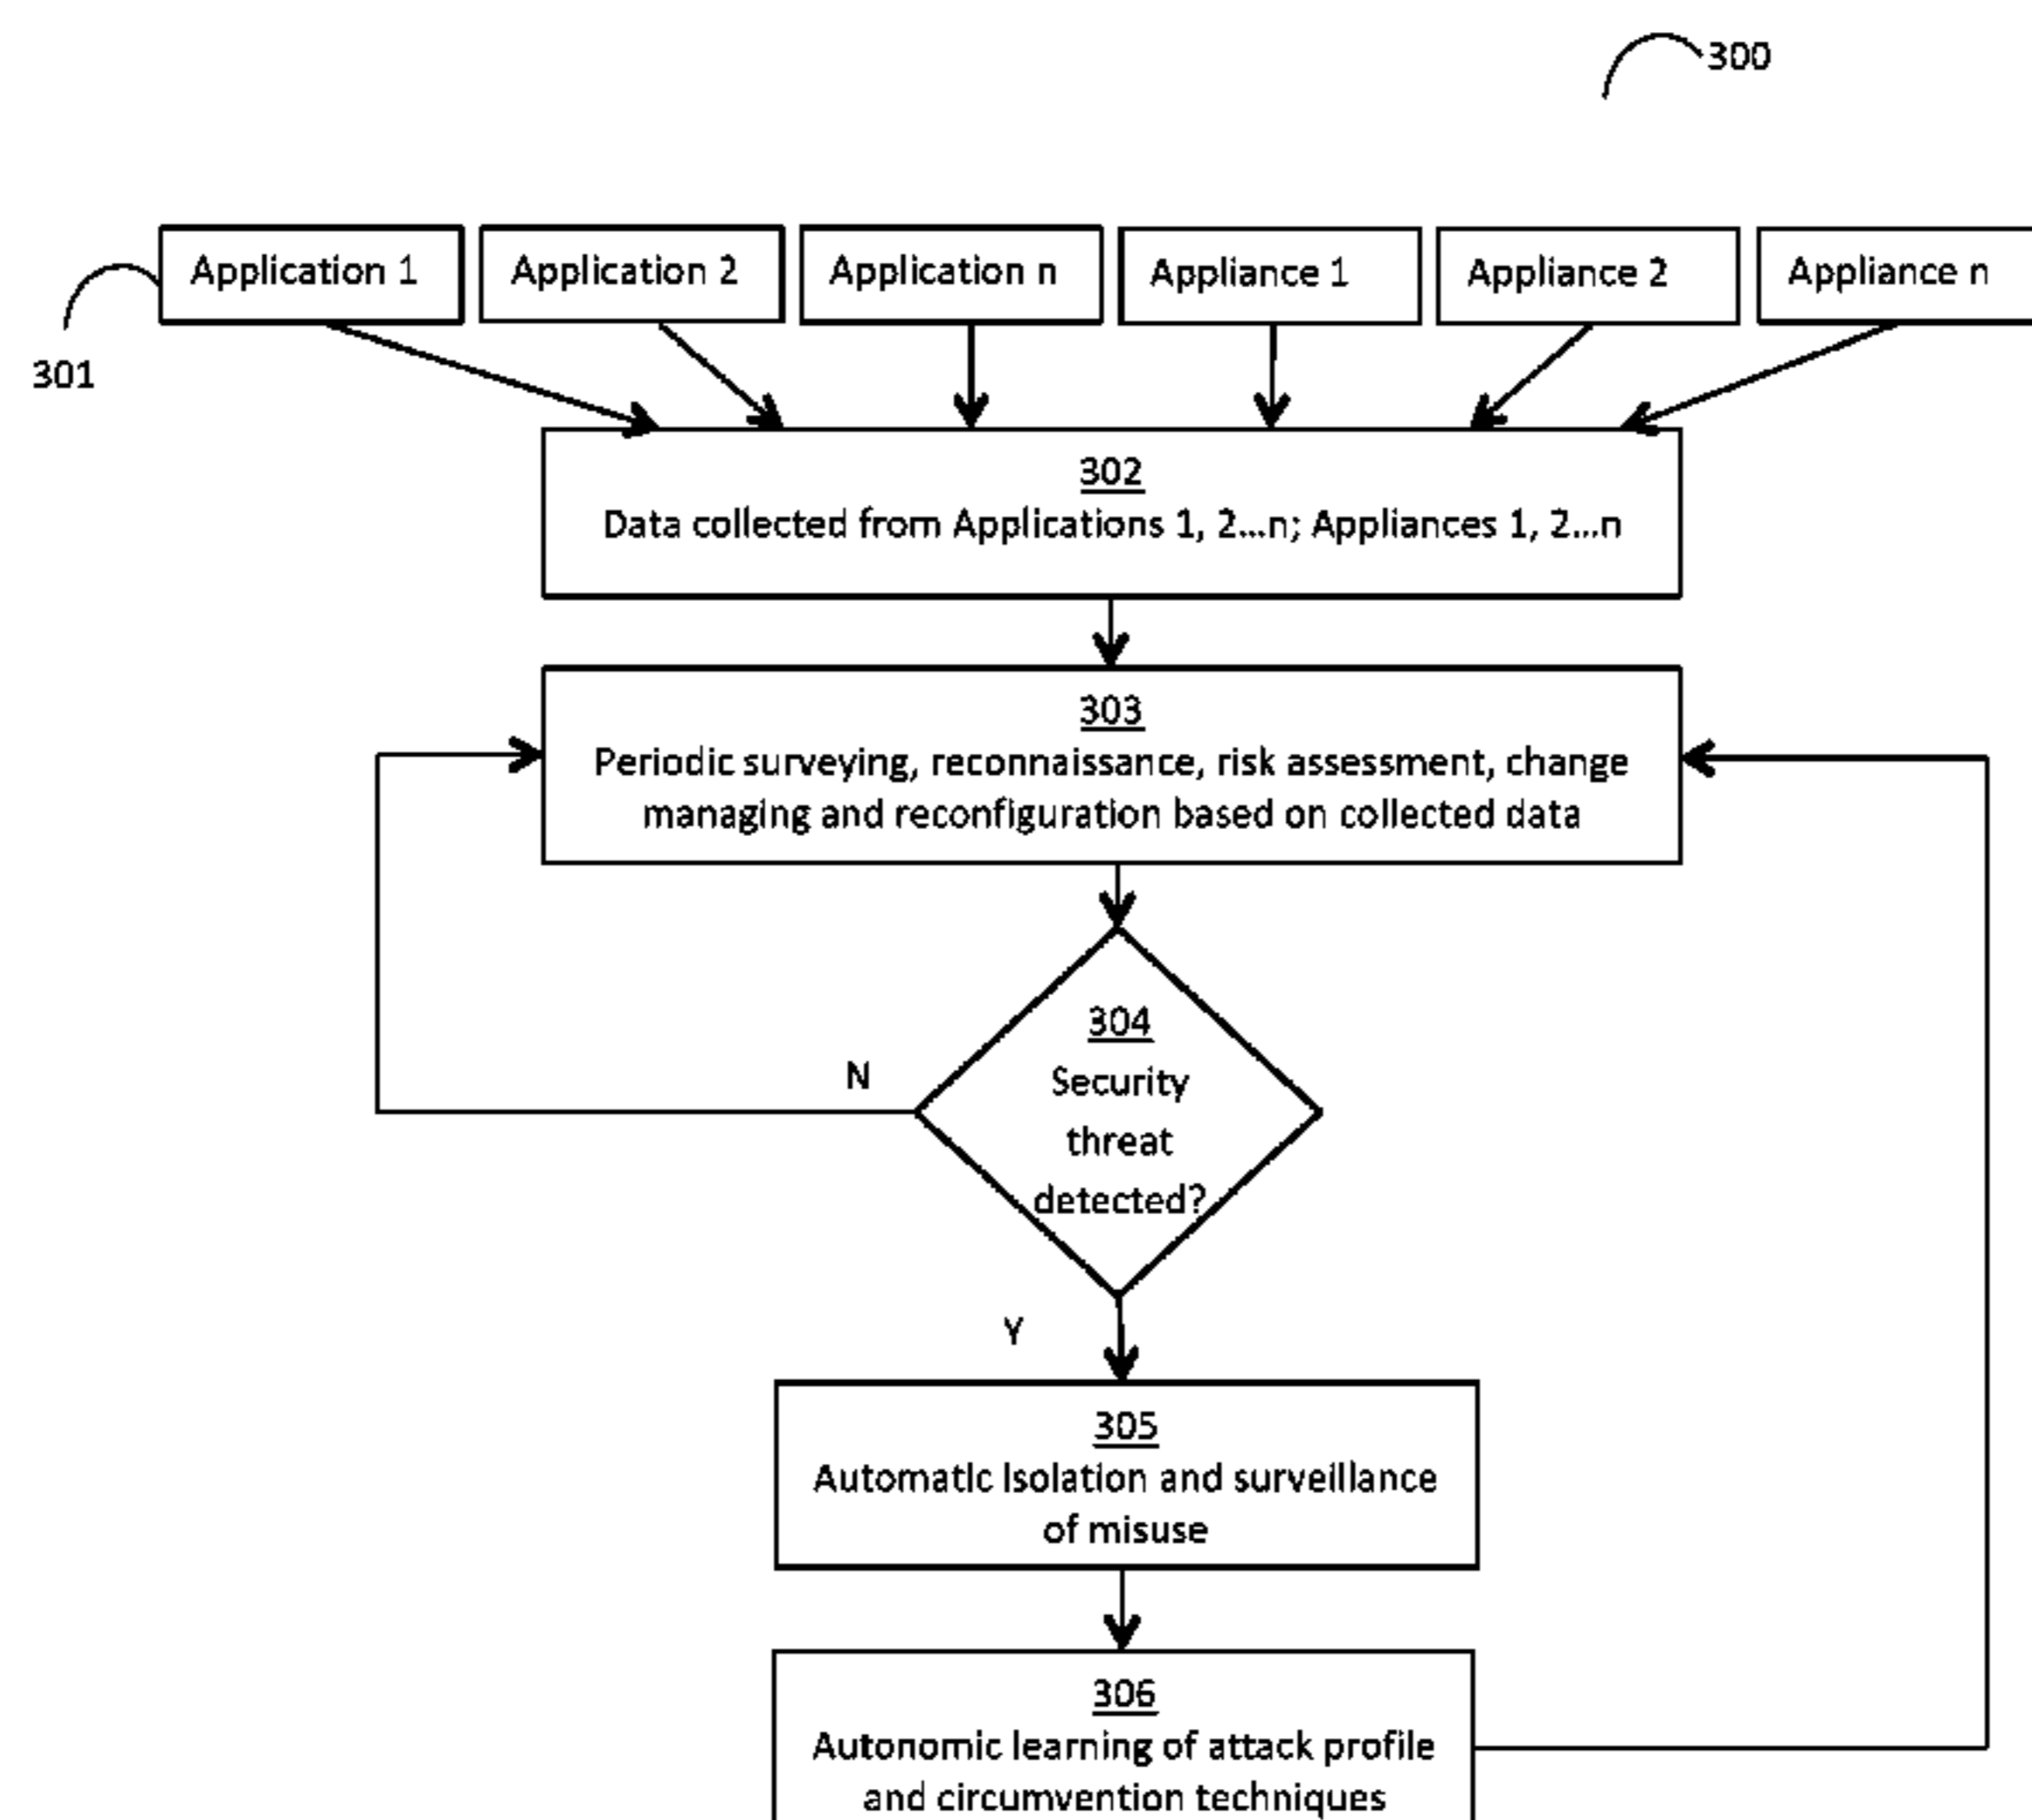 300
Application 1
Application 2
Application n
Appliance 1
Appliance 2
Appliance n
301
302
Data collected from Applications 1, 2...n; Appliances 1, 2...n
303
Periodic surveying, reconnaissance, risk assessment, change
managing and reconfiguration based on collected data
304
Security
threat
detected?
N
Y
305
Automatic isolation and surveillance
of misuse
306
Autonomic learning of attack profile
and circumvention techniques